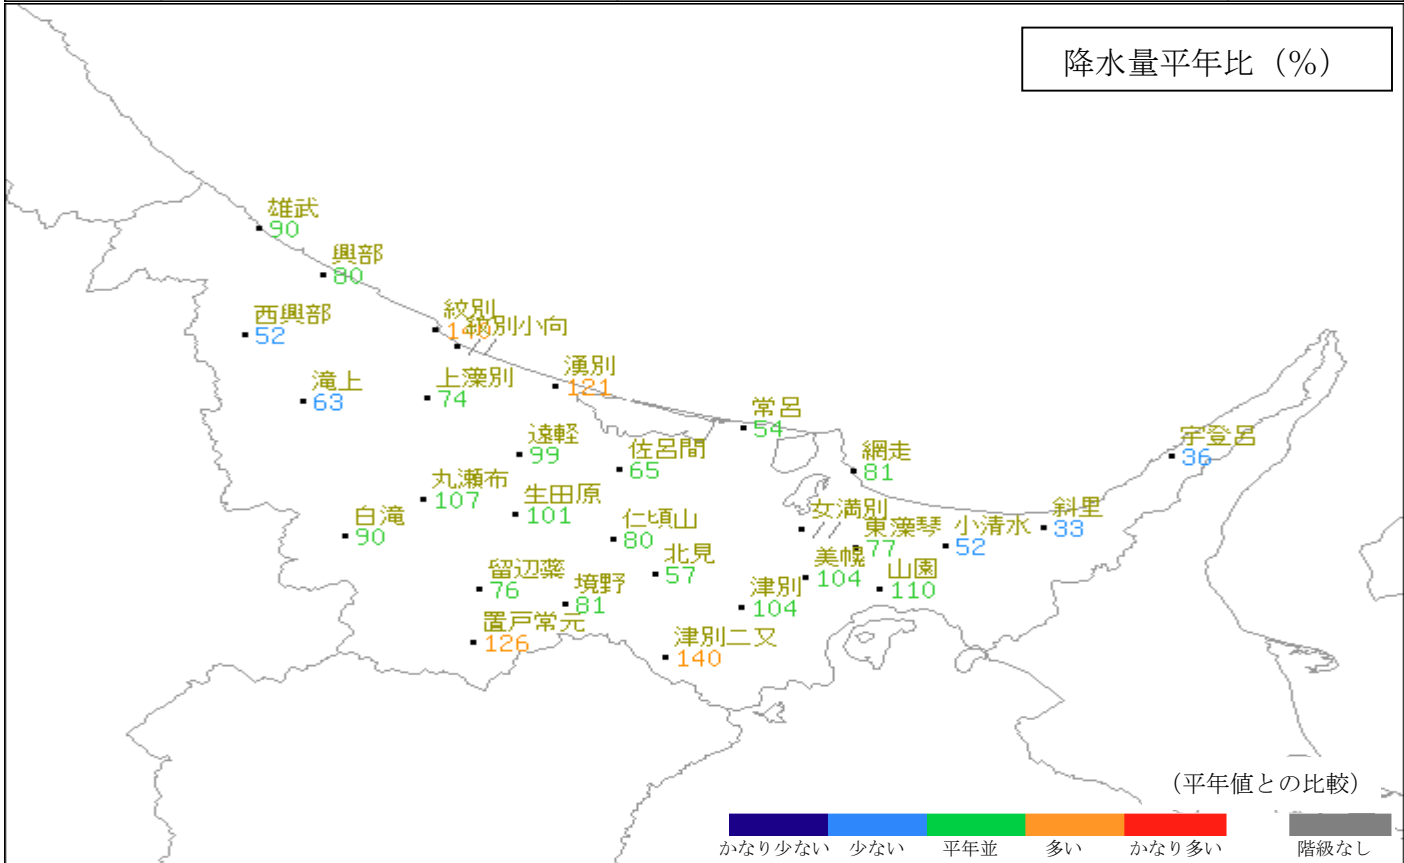 降水量平年比（%）
雄武
90
興部
80
紋別
140
紋別小向
西興部
52
湧別
121
滝上
63
上藻別
74
常呂
54
遠軽
99
佐呂間
65
網走
81
宇登呂
36
丸瀬布
107
生田原
101
白滝
90
仁頃山
80
女満別
東藻琴
77
小清水
52
斜里
33
北見
57
美幌
104
山園
110
留辺蘂
76
境野
81
津別
104
置戸常元
126
津別二又
140
（平年値との比較）
かなり少ない 少ない 平年並 多い かなり多い 階級なし